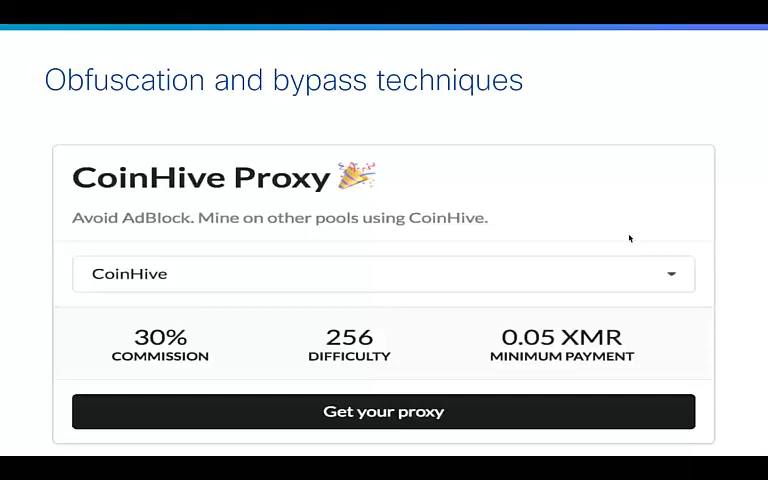 Obfuscation and bypass techniques
CoinHive Proxy 🎉
Avoid AdBlock. Mine on other pools using CoinHive.
CoinHive
30% 256 0.05 XMR
COMMISSION DIFFICULTY MINIMUM PAYMENT
Get your proxy